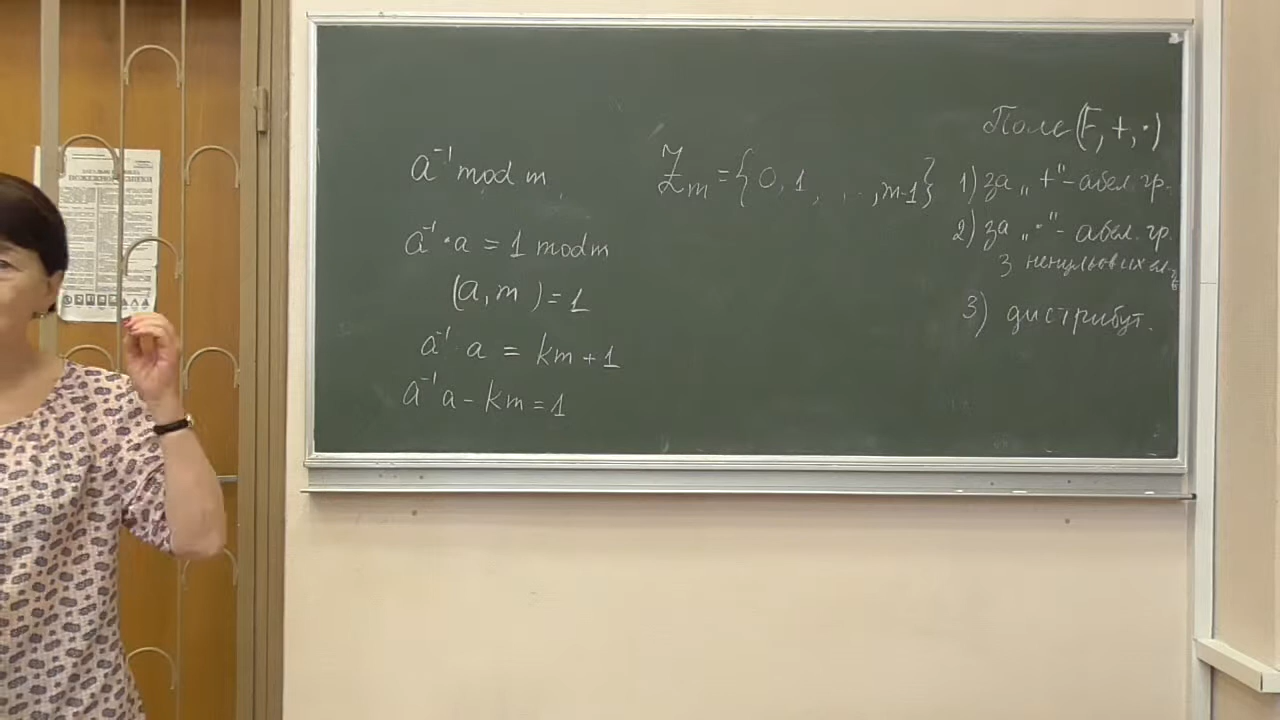 a⁻¹ mod m
a⁻¹ · a = 1 mod m
(a, m) = 1
a⁻¹ · a = km + 1
a⁻¹ a - km = 1
ℤₘ = {0, 1, ..., m-1}
Поле (F, +, ·)
1) за „+" - абел. гр.
2) за „·" - абел. гр.
з ненульових ел-
3) дистрибут.